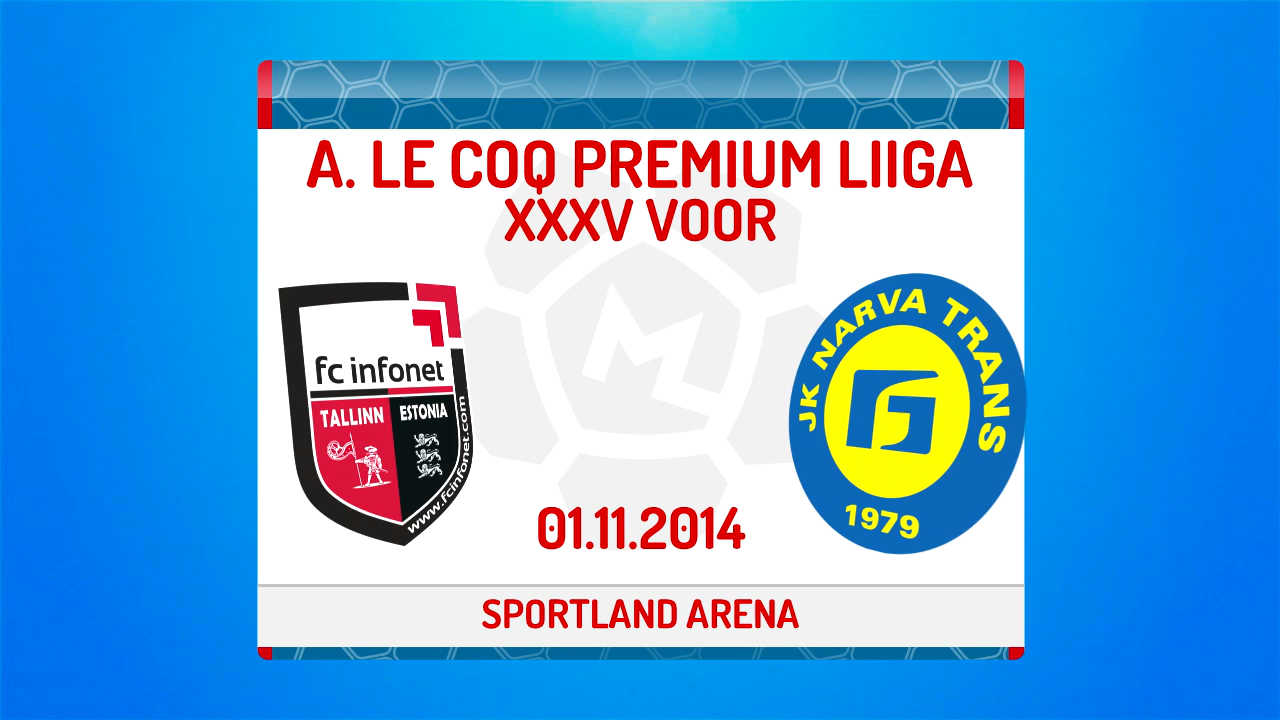 A. LE COQ PREMIUM LIIGA
XXXV VOOR
fc infonet
TALLINN ESTONIA
www.fcinfonet.com
JK NARVA TRANS
1979
01.11.2014
SPORTLAND ARENA